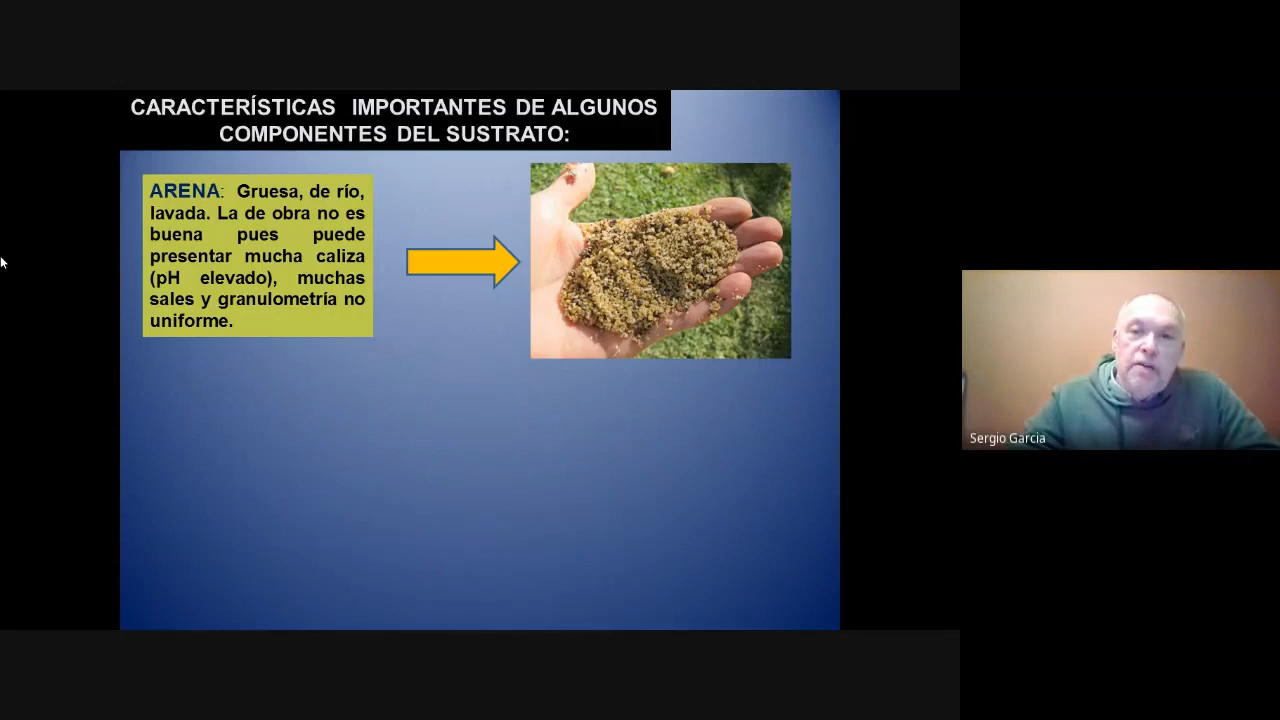 CARACTERÍSTICAS IMPORTANTES DE ALGUNOS
COMPONENTES DEL SUSTRATO:
ARENA: Gruesa, de río,
lavada. La de obra no es
buena pues puede
presentar mucha caliza
(pH elevado), muchas
sales y granulometría no
uniforme.
Sergio Garcia